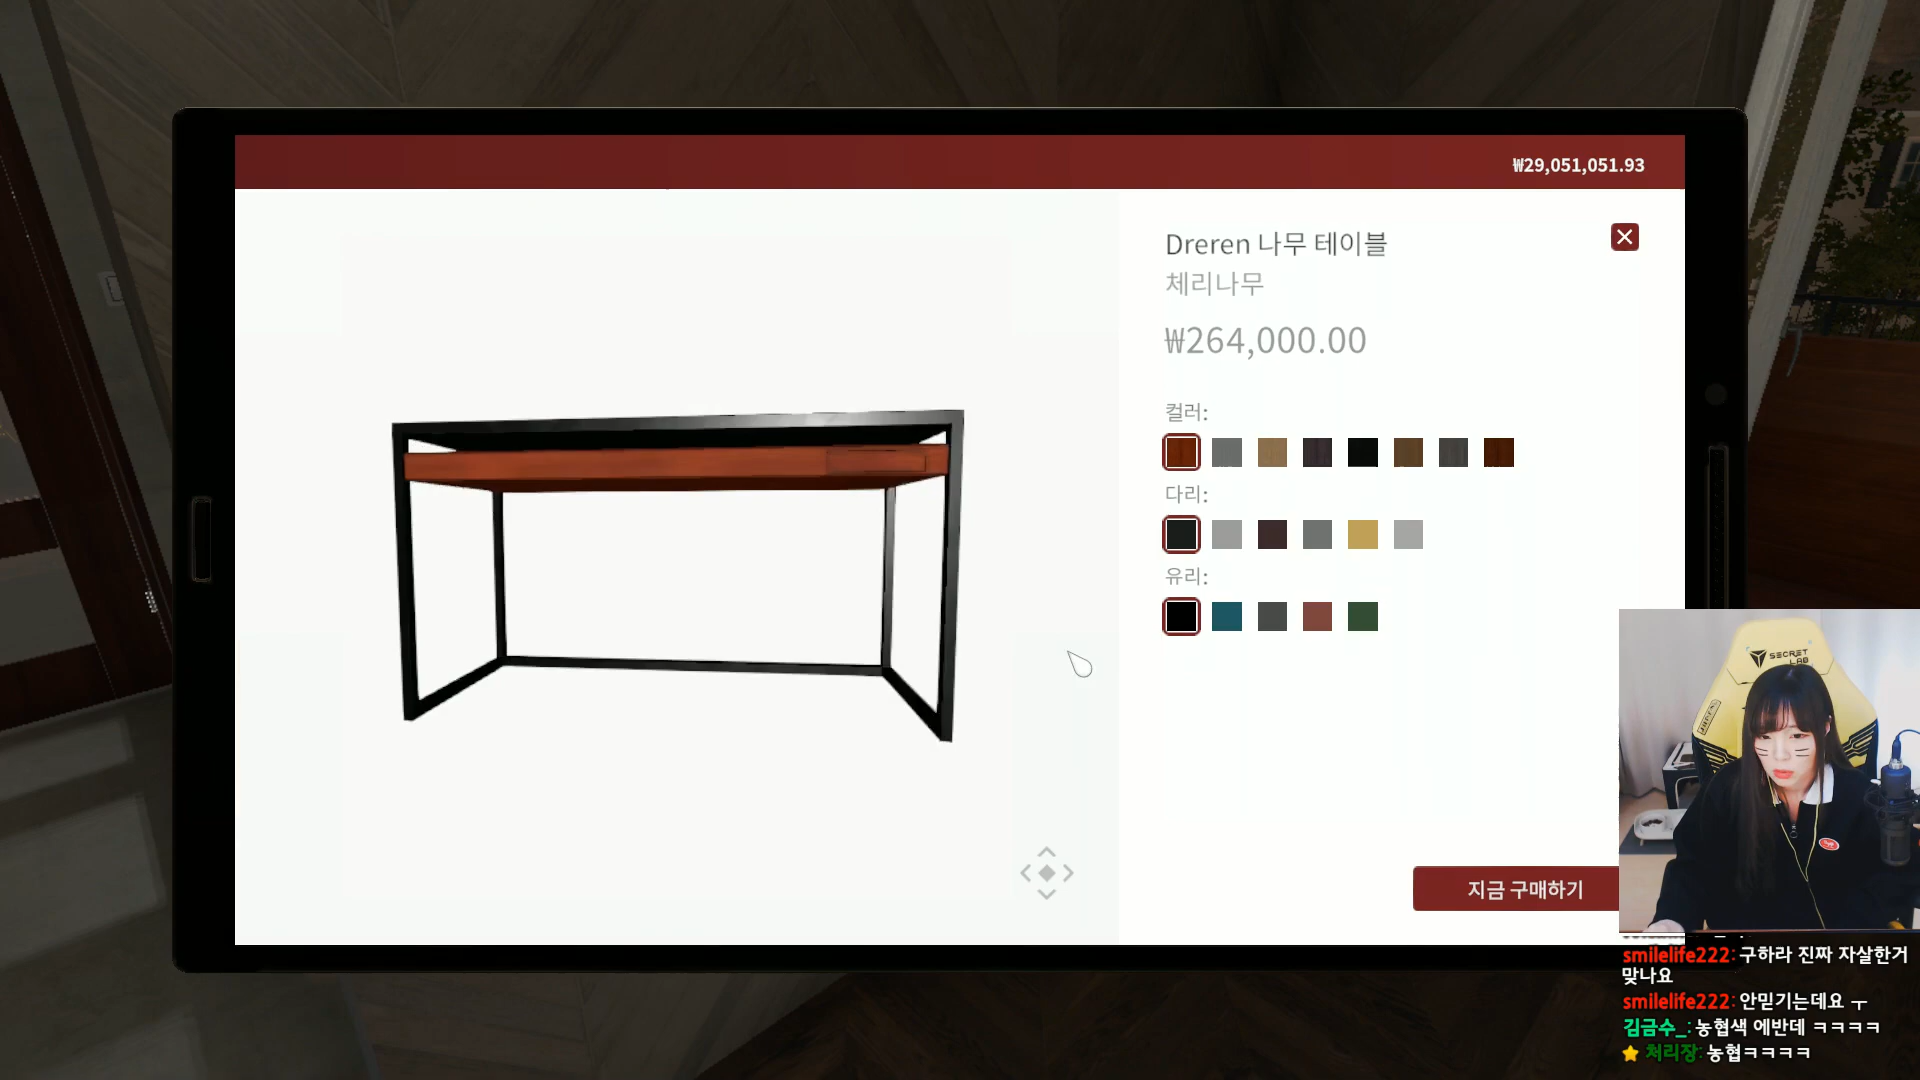 ₩29,051,051.93
Dreren 나무 테이블
체리나무
₩264,000.00
컬러:
다리:
유리:
지금 구매하기
SECRET
LAB
smilelife222: 구하라 진짜 자살한거
맞나요
smilelife222: 안믿기는데요 ㅜ
김금수_: 농협색 에반데 ㅋㅋㅋㅋ
처리장: 농협ㅋㅋㅋㅋ